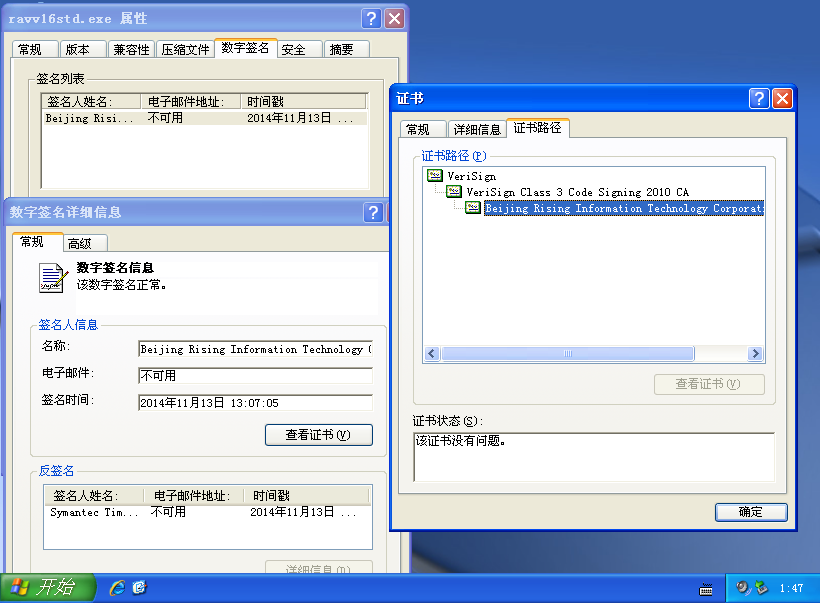 ravv16std.exe 属性
常规 版本 兼容性 压缩文件 数字签名 安全 摘要
签名列表
签名人姓名: 电子邮件地址: 时间戳
Beijing Risi... 不可用 2014年11月13日 ...
数字签名详细信息
常规 高级
数字签名信息
该数字签名正常。
签名人信息
名称: Beijing Rising Information Technology
电子邮件: 不可用
签名时间: 2014年11月13日 13:07:05
查看证书(V)
反签名
签名人姓名: 电子邮件地址: 时间戳
Symantec Tim... 不可用 2014年11月13日 ...
详细信息(D)
证书
常规 详细信息 证书路径
证书路径(P)
VeriSign
VeriSign Class 3 Code Signing 2010 CA
Beijing Rising Information Technology Corporati
查看证书(V)
证书状态(S):
该证书没有问题。
确定
开始
1:47